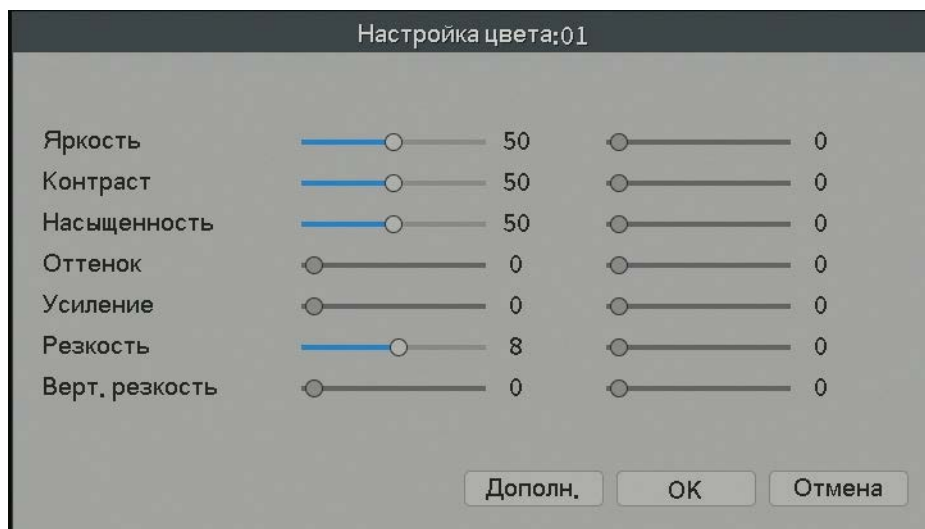 Настройка цвета:01
Яркость 50 0
Контраст 50 0
Насыщенность 50 0
Оттенок 0 0
Усиление 0 0
Резкость 8 0
Верт. резкость 0 0
Дополн. OK Отмена